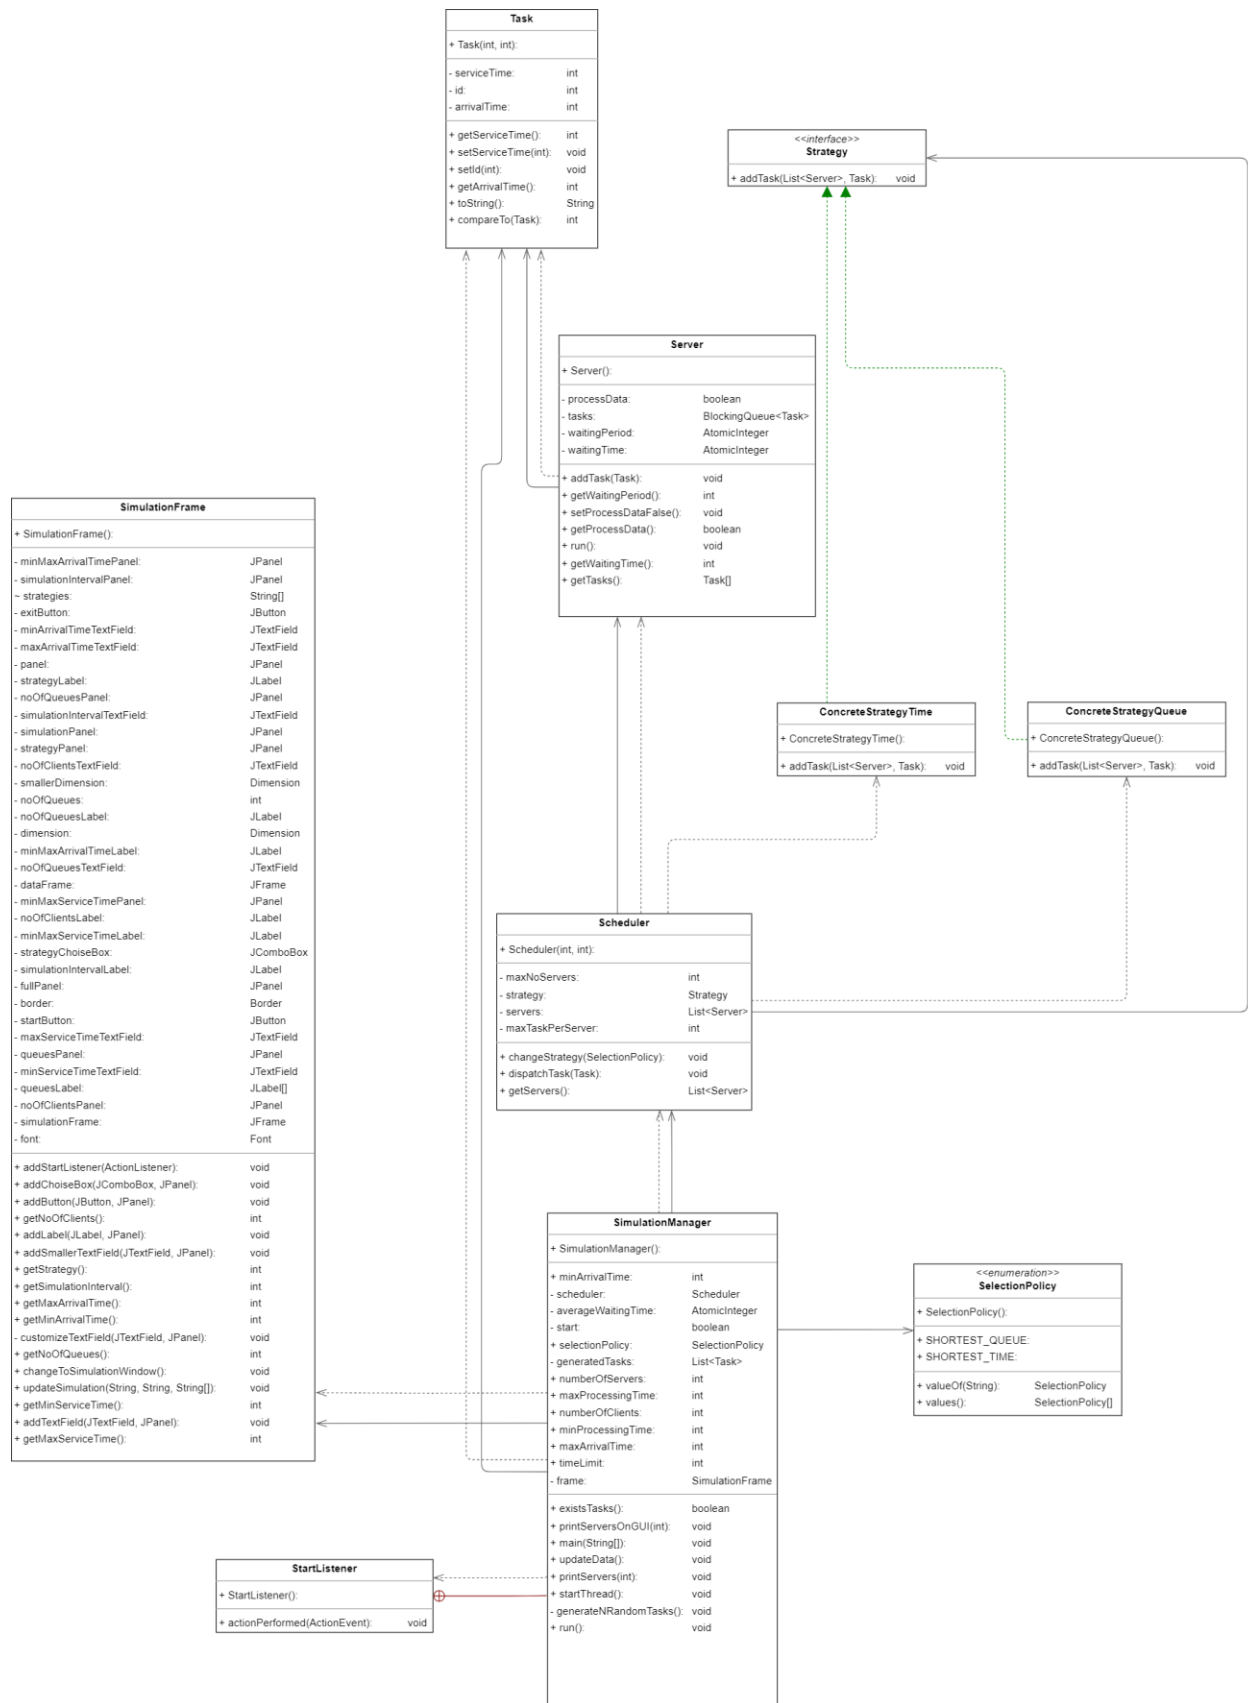 Task
+ Task(int, int):
- serviceTime: int
- id: int
- arrivalTime: int
+ getServiceTime(): int
+ setServiceTime(int): void
+ setId(int): void
+ getArrivalTime(): int
+ toString(): String
+ compareTo(Task): int
<<interface>>
Strategy
+ addTask(List<Server>, Task): void
Server
+ Server():
- processData: boolean
- tasks: BlockingQueue<Task>
- waitingPeriod: AtomicInteger
- waitingTime: AtomicInteger
+ addTask(Task): void
+ getWaitingPeriod(): int
+ setProcessDataFalse(): void
+ getProcessData(): boolean
+ run(): void
+ getWaitingTime(): int
+ getTasks(): Task[]
SimulationFrame
+ SimulationFrame():
- minMaxArrivalTimePanel: JPanel
- simulationIntervalPanel: JPanel
~ strategies: String[]
- exitButton: JButton
- minArrivalTimeTextField: JTextField
- maxArrivalTimeTextField: JTextField
- panel: JPanel
- strategyLabel: JLabel
- noOfQueuesPanel: JPanel
- simulationIntervalTextField: JTextField
- simulationPanel: JPanel
- strategyPanel: JPanel
- noOfClientsTextField: JTextField
- smallerDimension: Dimension
- noOfQueues: int
- noOfQueuesLabel: JLabel
- dimension: Dimension
- minMaxArrivalTimeLabel: JLabel
- noOfQueuesTextField: JTextField
- dataFrame: JFrame
- minMaxServiceTimePanel: JPanel
- noOfClientsLabel: JLabel
- minMaxServiceTimeLabel: JLabel
- strategyChoiseBox: JComboBox
- simulationIntervalLabel: JLabel
- fullPanel: JPanel
- border: Border
- startButton: JButton
- maxServiceTimeTextField: JTextField
- queuesPanel: JPanel
- minServiceTimeTextField: JTextField
- queuesLabel: JLabel[]
- noOfClientsPanel: JPanel
- simulationFrame: JFrame
- font: Font
+ addStartListener(ActionListener): void
+ addChoiseBox(JComboBox, JPanel): void
+ addButton(JButton, JPanel): void
+ getNoOfClients(): int
+ addLabel(JLabel, JPanel): void
+ addSmallerTextField(JTextField, JPanel): void
+ getStrategy(): int
+ getSimulationInterval(): int
+ getMaxArrivalTime(): int
+ getMinArrivalTime(): int
- customizeTextField(JTextField, JPanel): void
+ getNoOfQueues(): int
+ changeToSimulationWindow(): void
+ updateSimulation(String, String, String[]): void
+ getMinServiceTime(): int
+ addTextField(JTextField, JPanel): void
+ getMaxServiceTime(): int
ConcreteStrategyTime
+ ConcreteStrategyTime():
+ addTask(List<Server>, Task): void
ConcreteStrategyQueue
+ ConcreteStrategyQueue():
+ addTask(List<Server>, Task): void
Scheduler
+ Scheduler(int, int):
- maxNoServers: int
- strategy: Strategy
- servers: List<Server>
- maxTaskPerServer: int
+ changeStrategy(SelectionPolicy): void
+ dispatchTask(Task): void
+ getServers(): List<Server>
SimulationManager
+ SimulationManager():
+ minArrivalTime: int
- scheduler: Scheduler
- averageWaitingTime: AtomicInteger
- start: boolean
+ selectionPolicy: SelectionPolicy
- generatedTasks: List<Task>
+ numberOfServers: int
+ maxProcessingTime: int
+ numberOfClients: int
+ minProcessingTime: int
+ maxArrivalTime: int
+ timeLimit: int
- frame: SimulationFrame
+ existsTasks(): boolean
+ printServersOnGUI(int): void
+ main(String[]): void
+ updateData(): void
+ printServers(int): void
+ startThread(): void
- generateNRandomTasks(): void
+ run(): void
<<enumeration>>
SelectionPolicy
+ SelectionPolicy():
+ SHORTEST_QUEUE:
+ SHORTEST_TIME:
+ valueOf(String): SelectionPolicy
+ values(): SelectionPolicy[]
StartListener
+ StartListener():
+ actionPerformed(ActionEvent): void